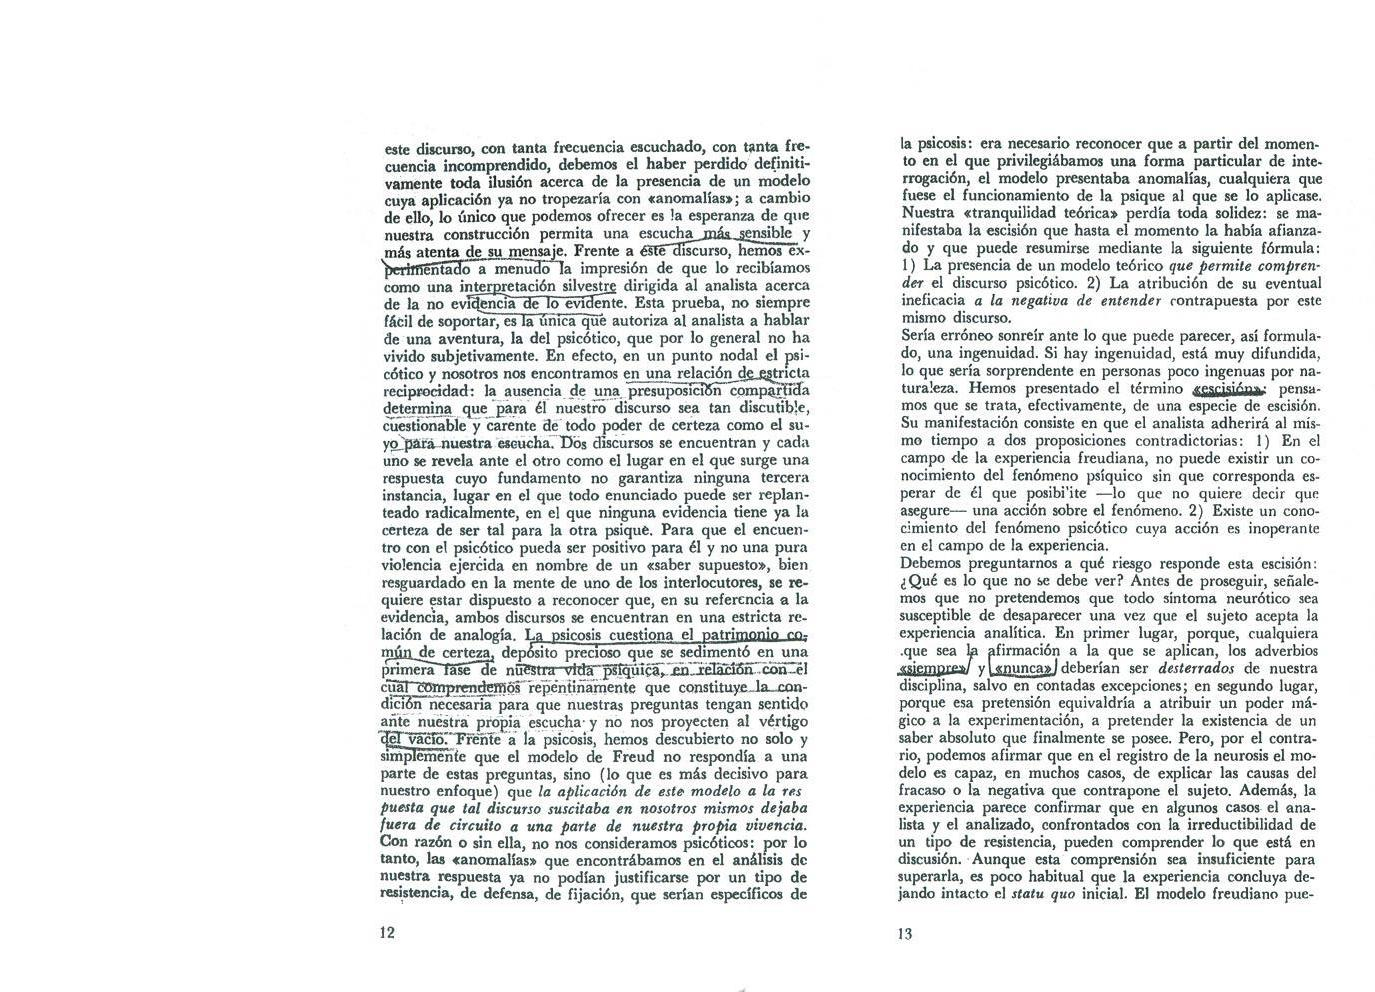 este discurso, con tanta frecuencia escuchado, con tanta fre-
cuencia incomprendido, debemos el haber perdido definiti-
vamente toda ilusión acerca de la presencia de un modelo
cuya aplicación ya no tropezaría con «anomalías»; a cambio
de ello, lo único que podemos ofrecer es la esperanza de que
nuestra construcción permita una escucha más sensible y
más atenta de su mensaje. Frente a este discurso, hemos ex-
perimentado a menudo la impresión de que lo recibíamos
como una interpretación silvestre dirigida al analista acerca
de la no evidencia de lo evidente. Esta prueba, no siempre
fácil de soportar, es la única que autoriza al analista a hablar
de una aventura, la del psicótico, que por lo general no ha
vivido subjetivamente. En efecto, en un punto nodal el psi-
cótico y nosotros nos encontramos en una relación de estricta
reciprocidad: la ausencia de una presuposición compartida
determina que para él nuestro discurso sea tan discutible,
cuestionable y carente de todo poder de certeza como el su-
yo para nuestra escucha. Dos discursos se encuentran y cada
uno se revela ante el otro como el lugar en el que surge una
respuesta cuyo fundamento no garantiza ninguna tercera
instancia, lugar en el que todo enunciado puede ser replan-
teado radicalmente, en el que ninguna evidencia tiene ya la
certeza de ser tal para la otra psique. Para que el encuen-
tro con el psicótico pueda ser positivo para él y no una pura
violencia ejercida en nombre de un «saber supuesto», bien
resguardado en la mente de uno de los interlocutores, se re-
quiere estar dispuesto a reconocer que, en su referencia a la
evidencia, ambos discursos se encuentran en una estricta re-
lación de analogía. La psicosis cuestiona el patrimonio co-
mún de certeza, depósito precioso que se sedimentó en una
primera fase de nuestra vida psíquica, en relación con el
cual comprendemos repentinamente que constituye la con-
dición necesaria para que nuestras preguntas tengan sentido
ante nuestra propia escucha y no nos proyecten al vértigo
del vacío. Frente a la psicosis, hemos descubierto no solo y
simplemente que el modelo de Freud no respondía a una
parte de estas preguntas, sino (lo que es más decisivo para
nuestro enfoque) que la aplicación de este modelo a la res
puesta que tal discurso suscitaba en nosotros mismos dejaba
fuera de circuito a una parte de nuestra propia vivencia.
Con razón o sin ella, no nos consideramos psicóticos: por lo
tanto, las «anomalías» que encontrábamos en el análisis de
nuestra respuesta ya no podían justificarse por un tipo de
resistencia, de defensa, de fijación, que serían específicos de
12
la psicosis: era necesario reconocer que a partir del momen-
to en el que privilegiábamos una forma particular de inte-
rrogación, el modelo presentaba anomalías, cualquiera que
fuese el funcionamiento de la psique al que se lo aplicase.
Nuestra «tranquilidad teórica» perdía toda solidez: se ma-
nifestaba la escisión que hasta el momento la había afianza-
do y que puede resumirse mediante la siguiente fórmula:
1) La presencia de un modelo teórico que permite compren-
der el discurso psicótico. 2) La atribución de su eventual
ineficacia a la negativa de entender contrapuesta por este
mismo discurso.
Sería erróneo sonreír ante lo que puede parecer, así formula-
do, una ingenuidad. Si hay ingenuidad, está muy difundida,
lo que sería sorprendente en personas poco ingenuas por na-
turaleza. Hemos presentado el término «escisión»: pensa-
mos que se trata, efectivamente, de una especie de escisión.
Su manifestación consiste en que el analista adherirá al mis-
mo tiempo a dos proposiciones contradictorias: 1) En el
campo de la experiencia freudiana, no puede existir un co-
nocimiento del fenómeno psíquico sin que corresponda es-
perar de él que posibilite —lo que no quiere decir que
asegure— una acción sobre el fenómeno. 2) Existe un cono-
cimiento del fenómeno psicótico cuya acción es inoperante
en el campo de la experiencia.
Debemos preguntarnos a qué riesgo responde esta escisión:
¿Qué es lo que no se debe ver? Antes de proseguir, señale-
mos que no pretendemos que todo síntoma neurótico sea
susceptible de desaparecer una vez que el sujeto acepta la
experiencia analítica. En primer lugar, porque, cualquiera
que sea la afirmación a la que se aplican, los adverbios
«siempre» y «nunca» deberían ser desterrados de nuestra
disciplina, salvo en contadas excepciones; en segundo lugar,
porque esa pretensión equivaldría a atribuir un poder má-
gico a la experimentación, a pretender la existencia de un
saber absoluto que finalmente se posee. Pero, por el contra-
rio, podemos afirmar que en el registro de la neurosis el mo-
delo es capaz, en muchos casos, de explicar las causas del
fracaso o la negativa que contrapone el sujeto. Además, la
experiencia parece confirmar que en algunos casos el ana-
lista y el analizado, confrontados con la irreductibilidad de
un tipo de resistencia, pueden comprender lo que está en
discusión. Aunque esta comprensión sea insuficiente para
superarla, es poco habitual que la experiencia concluya de-
jando intacto el statu quo inicial. El modelo freudiano pue-
13